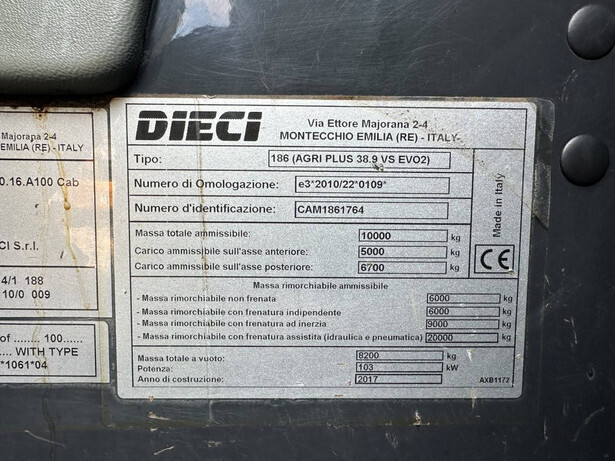 Majorana 2-4
EMILIA (RE) - ITALY
0.16.A100 Cab
CI S.r.l.
4/1 188
10/0 009
of ........ 100......
.... WITH TYPE
*1061*04
DIECI
Via Ettore Majorana 2-4
MONTECCHIO EMILIA (RE) - ITALY-
Tipo: 186 (AGRI PLUS 38.9 VS EVO2)
Numero di Omologazione: e3*2010/22*0109*
Numero d'identificazione: CAM1861764
Massa totale ammissibile: 10000 kg
Carico ammissibile sull'asse anteriore: 5000 kg
Carico ammissibile sull'asse posteriore: 6700 kg
Made in Italy
CE
Massa rimorchiabile ammissibile
- Massa rimorchiabile non frenata 6000 kg
- Massa rimorchiabile con frenatura indipendente 6000 kg
- Massa rimorchiabile con frenatura ad inerzia 9000 kg
- Massa rimorchiabile con frenatura assistita (idraulica e pneumatica) 20000 kg
Massa totale a vuoto: 8200 kg
Potenza: 103 kW
Anno di costruzione: 2017
AXB1172